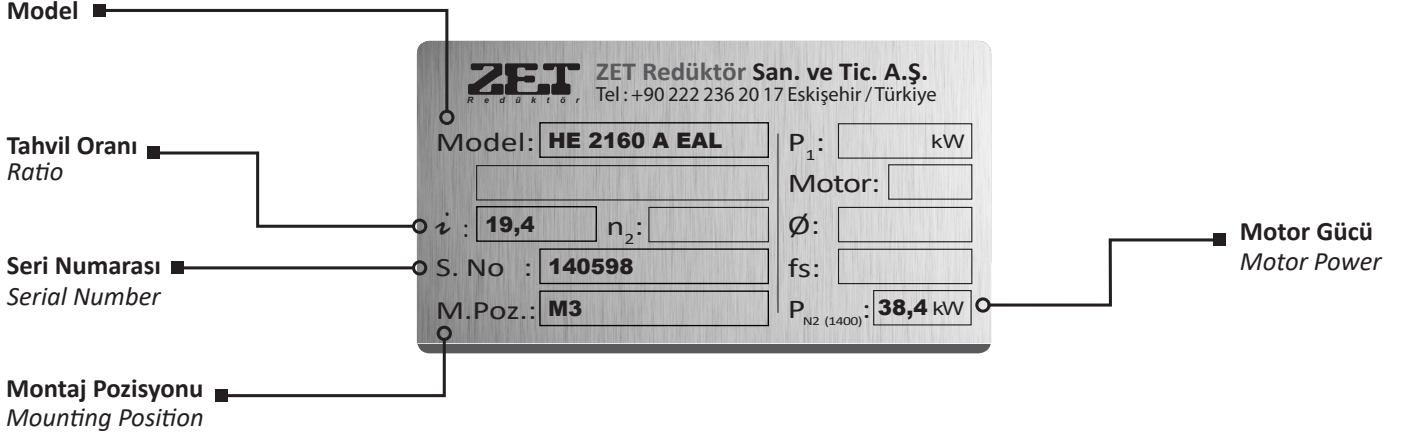 Model
ZET
Redüktör
ZET Redüktör San. ve Tic. A.Ş.
Tel : +90 222 236 20 17 Eskişehir / Türkiye
Model: HE 2160 A EAL
P1: kW
Tahvil Oranı
Ratio
Motor:
i : 19,4 n2:
Ø:
Motor Gücü
Motor Power
Seri Numarası
Serial Number
S. No : 140598
fs:
M.Poz.: M3
PN2 (1400): 38,4 kW
Montaj Pozisyonu
Mounting Position